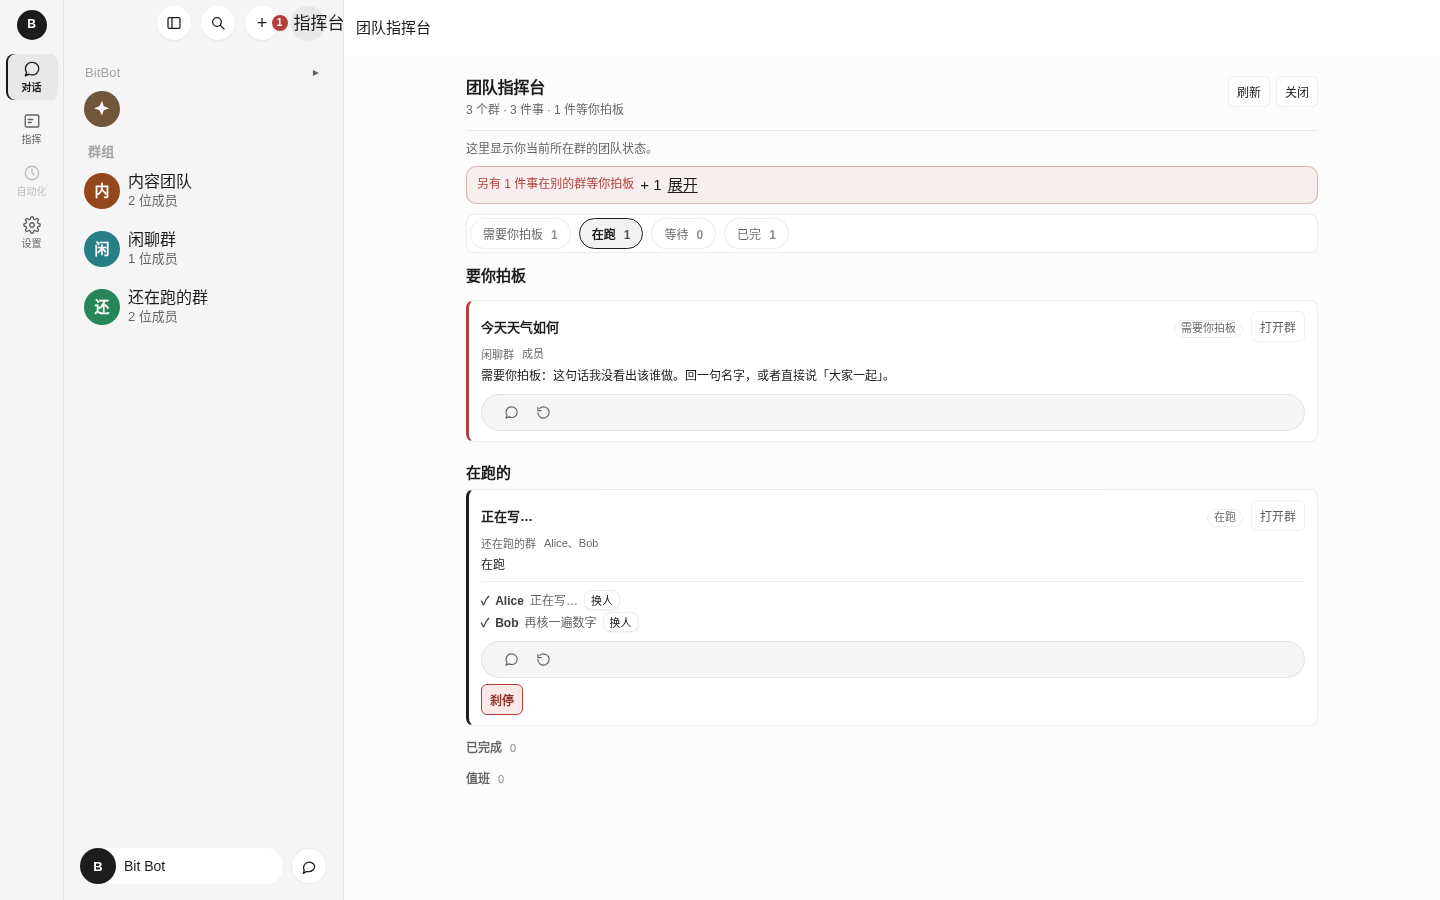 B
对话
指挥
自动化
设置
+ 1 指挥台
BitBot
群组
内 内容团队
2 位成员
闲 闲聊群
1 位成员
还 还在跑的群
2 位成员
B Bit Bot
团队指挥台
团队指挥台
3 个群 · 3 件事 · 1 件等你拍板
刷新 关闭
这里显示你当前所在群的团队状态。
另有 1 件事在别的群等你拍板 + 1 展开
需要你拍板 1 在跑 1 等待 0 已完 1
要你拍板
今天天气如何 需要你拍板 打开群
闲聊群 成员
需要你拍板：这句话我没看出该谁做。回一句名字，或者直接说「大家一起」。
在跑的
正在写… 在跑 打开群
还在跑的群 Alice、Bob
在跑
✓ Alice 正在写… 换人
✓ Bob 再核一遍数字 换人
刹停
已完成 0
值班 0